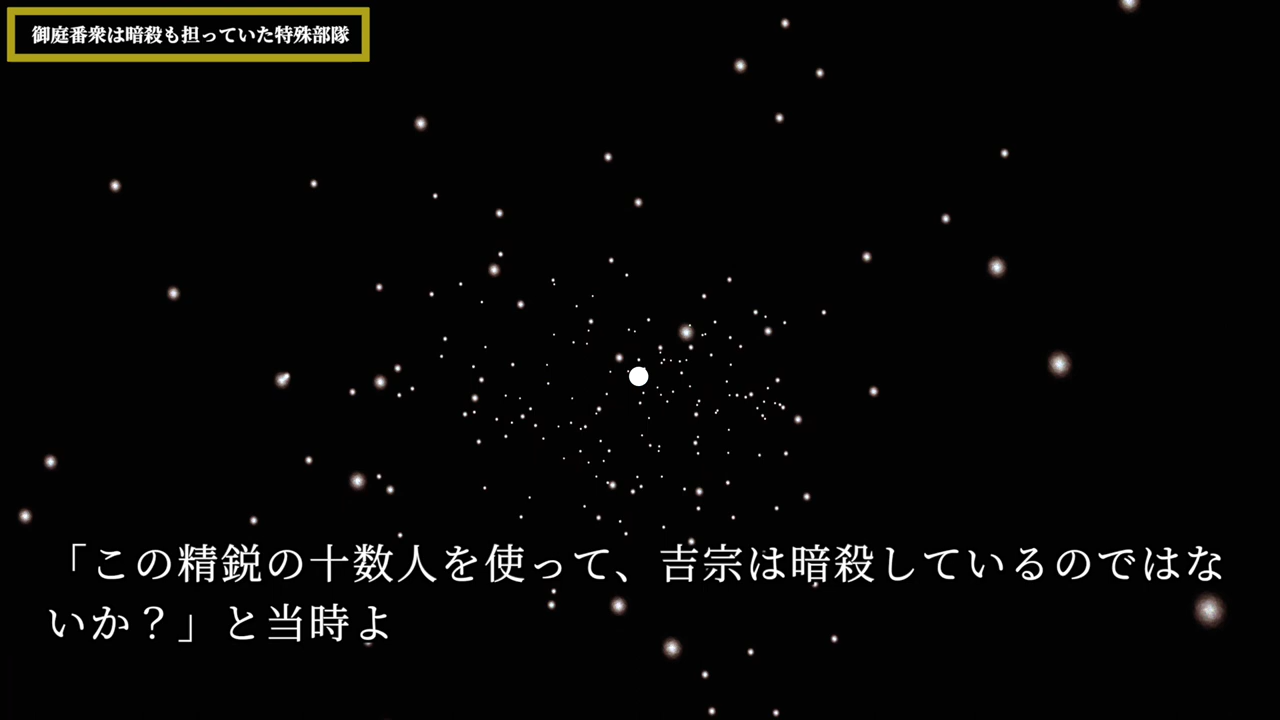 御庭番衆は暗殺も担っていた特殊部隊
「この精鋭の十数人を使って、吉宗は暗殺しているのではな
いか？」と当時よ